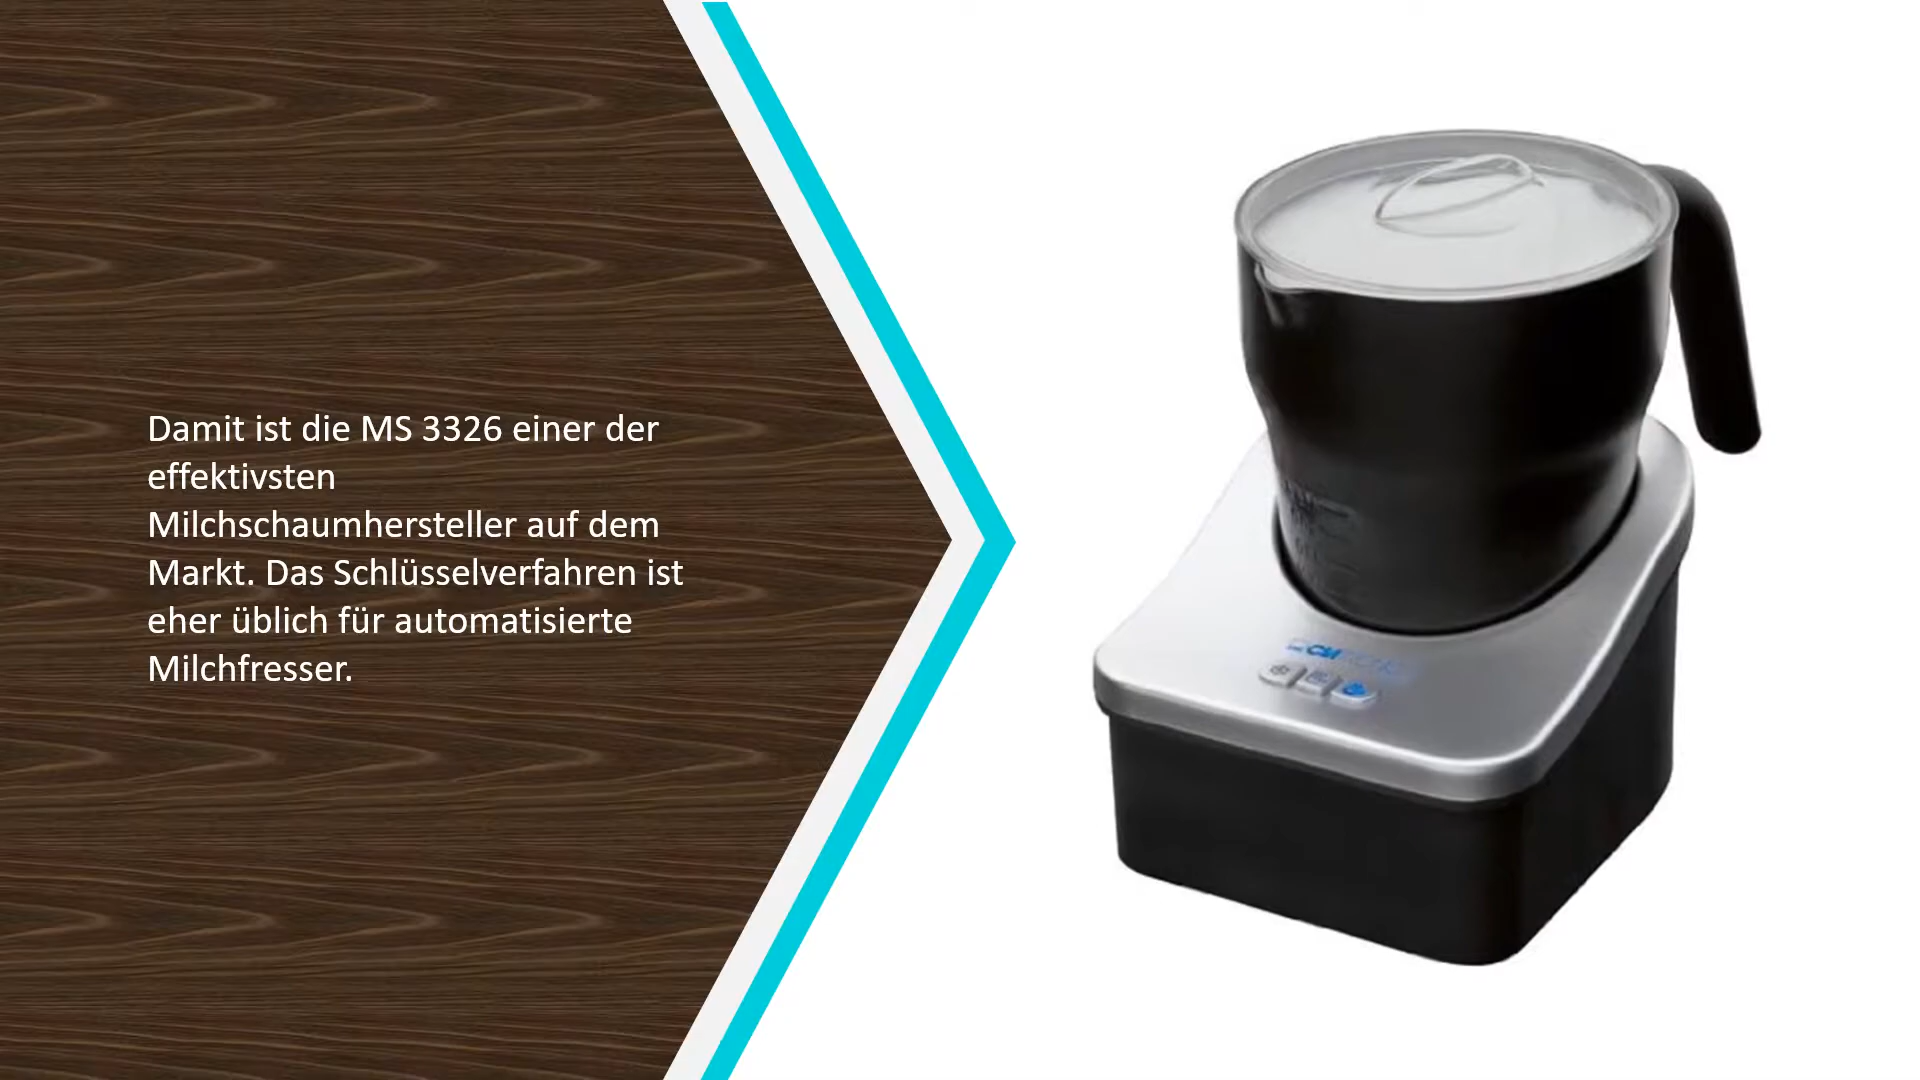 Damit ist die MS 3326 einer der
effektivsten
Milchschaumhersteller auf dem
Markt. Das Schlüsselverfahren ist
eher üblich für automatisierte
Milchfresser.